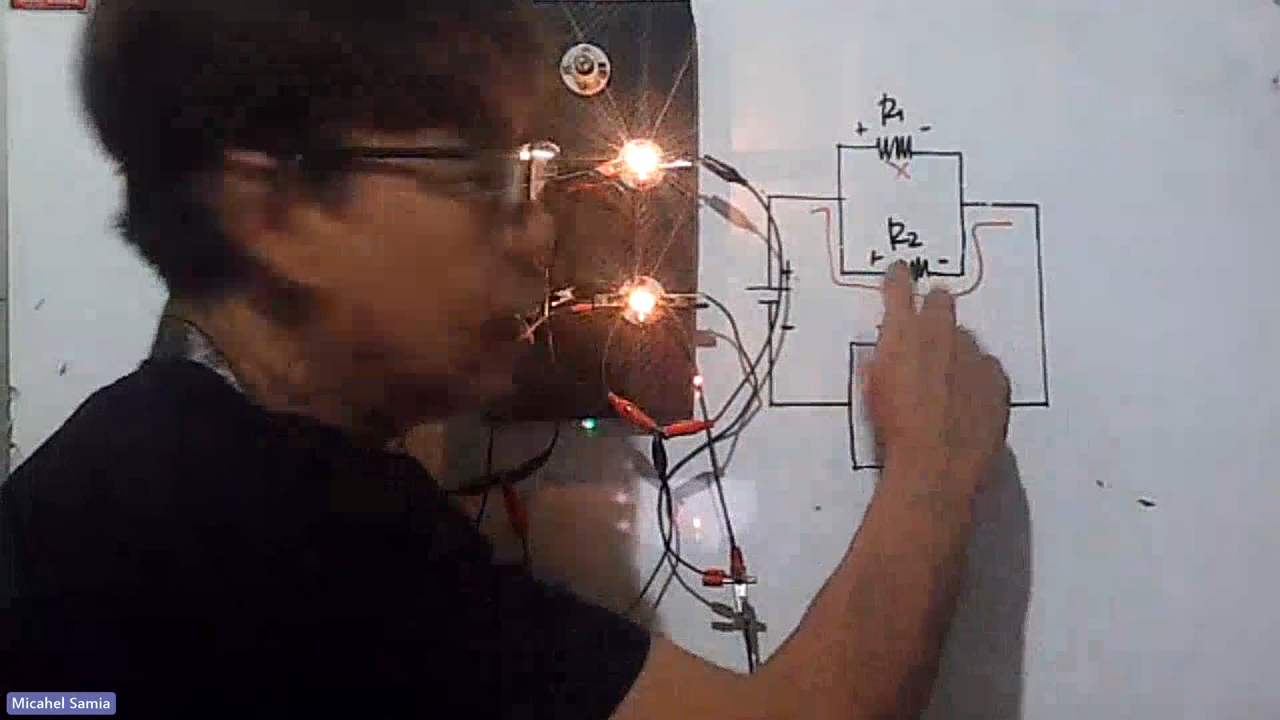 R1
+ -
R2
+ -
+
-
Micahel Samia